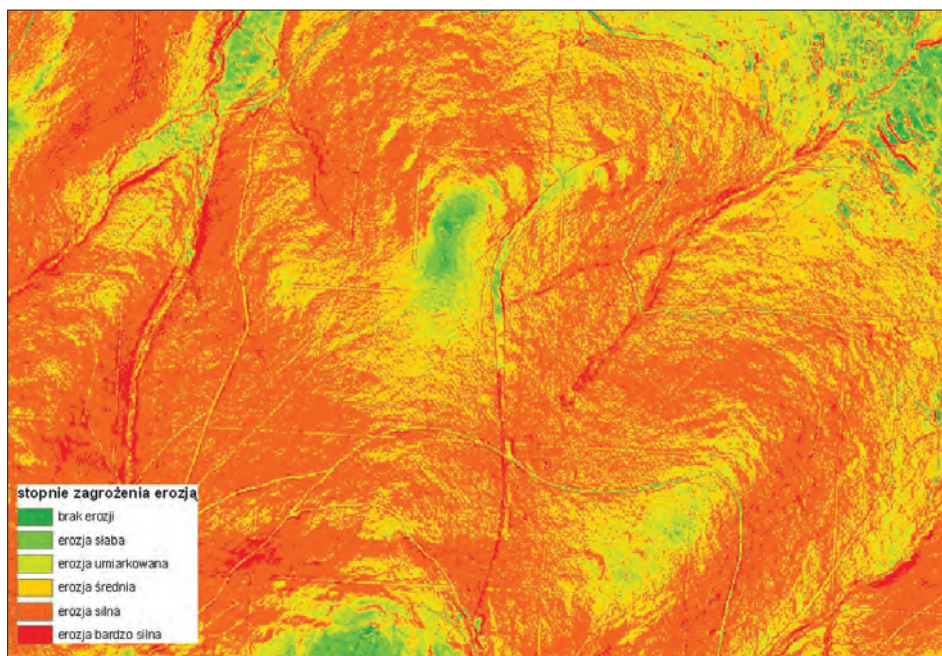 stopnie zagrożenia erozją
brak erozji
erozja słaba
erozja umiarkowana
erozja średnia
erozja silna
erozja bardzo silna